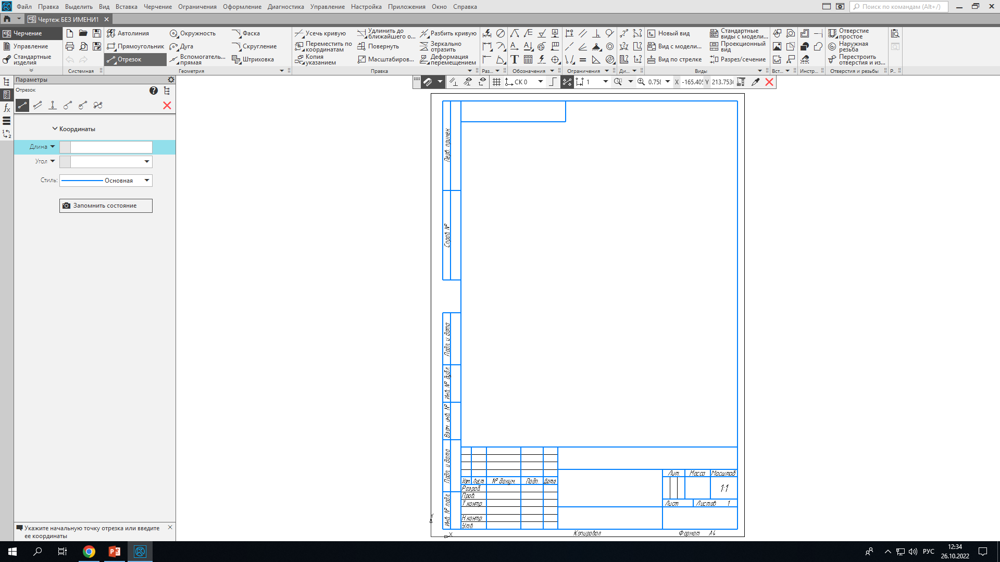 Файл Правка Выделить Вид Вставка Черчение Ограничения Оформление Диагностика Управление Настройка Приложения Окно Справка
Поиск по командам (Alt+/)
Чертеж БЕЗ ИМЕНИ1
Черчение
Управление
Стандартные
изделия
Системная
Автолиния
Прямоугольник
Отрезок
Окружность
Дуга
Вспомогатель...
прямая
Фаска
Скругление
Штриховка
Геометрия
Усечь кривую
Переместить по
координатам
Копия
указанием
Удлинить до
ближайшего о...
Повернуть
Масштабиров...
Разбить кривую
Зеркально
отразить
Деформация
перемещением
Правка
Раз...
Обозначения
Ограничения
Ди...
Новый вид
Вид с модели...
Вид по стрелке
Стандартные
виды с модели...
Проекционный
вид
Разрез/сечение
Виды
Вст...
Инстр...
Отверстие
простое
Наружная
резьба
Перестроить
отверстия и из...
Отверстия и резьбы
Р...
Параметры
Отрезок
Координаты
Длина
Угол
Стиль:
Основная
Запомнить состояние
Укажите начальную точку отрезка или введите
ее координаты
СК 0
1
0.758
X -165.405
Y 213.753
Перв. примен.
Справ. №
Подп. и дата
Инв. № дубл.
Взам. инв. №
Подп. и дата
Инв. № подл.
Изм Лист № докум. Подп. Дата
Разраб.
Пров.
Т.контр.
Н.контр.
Утв.
Лит. Масса Масштаб
1:1
Лист Листов 1
Копировал Формат A4
Y
X
РУС
12:34
26.10.2022